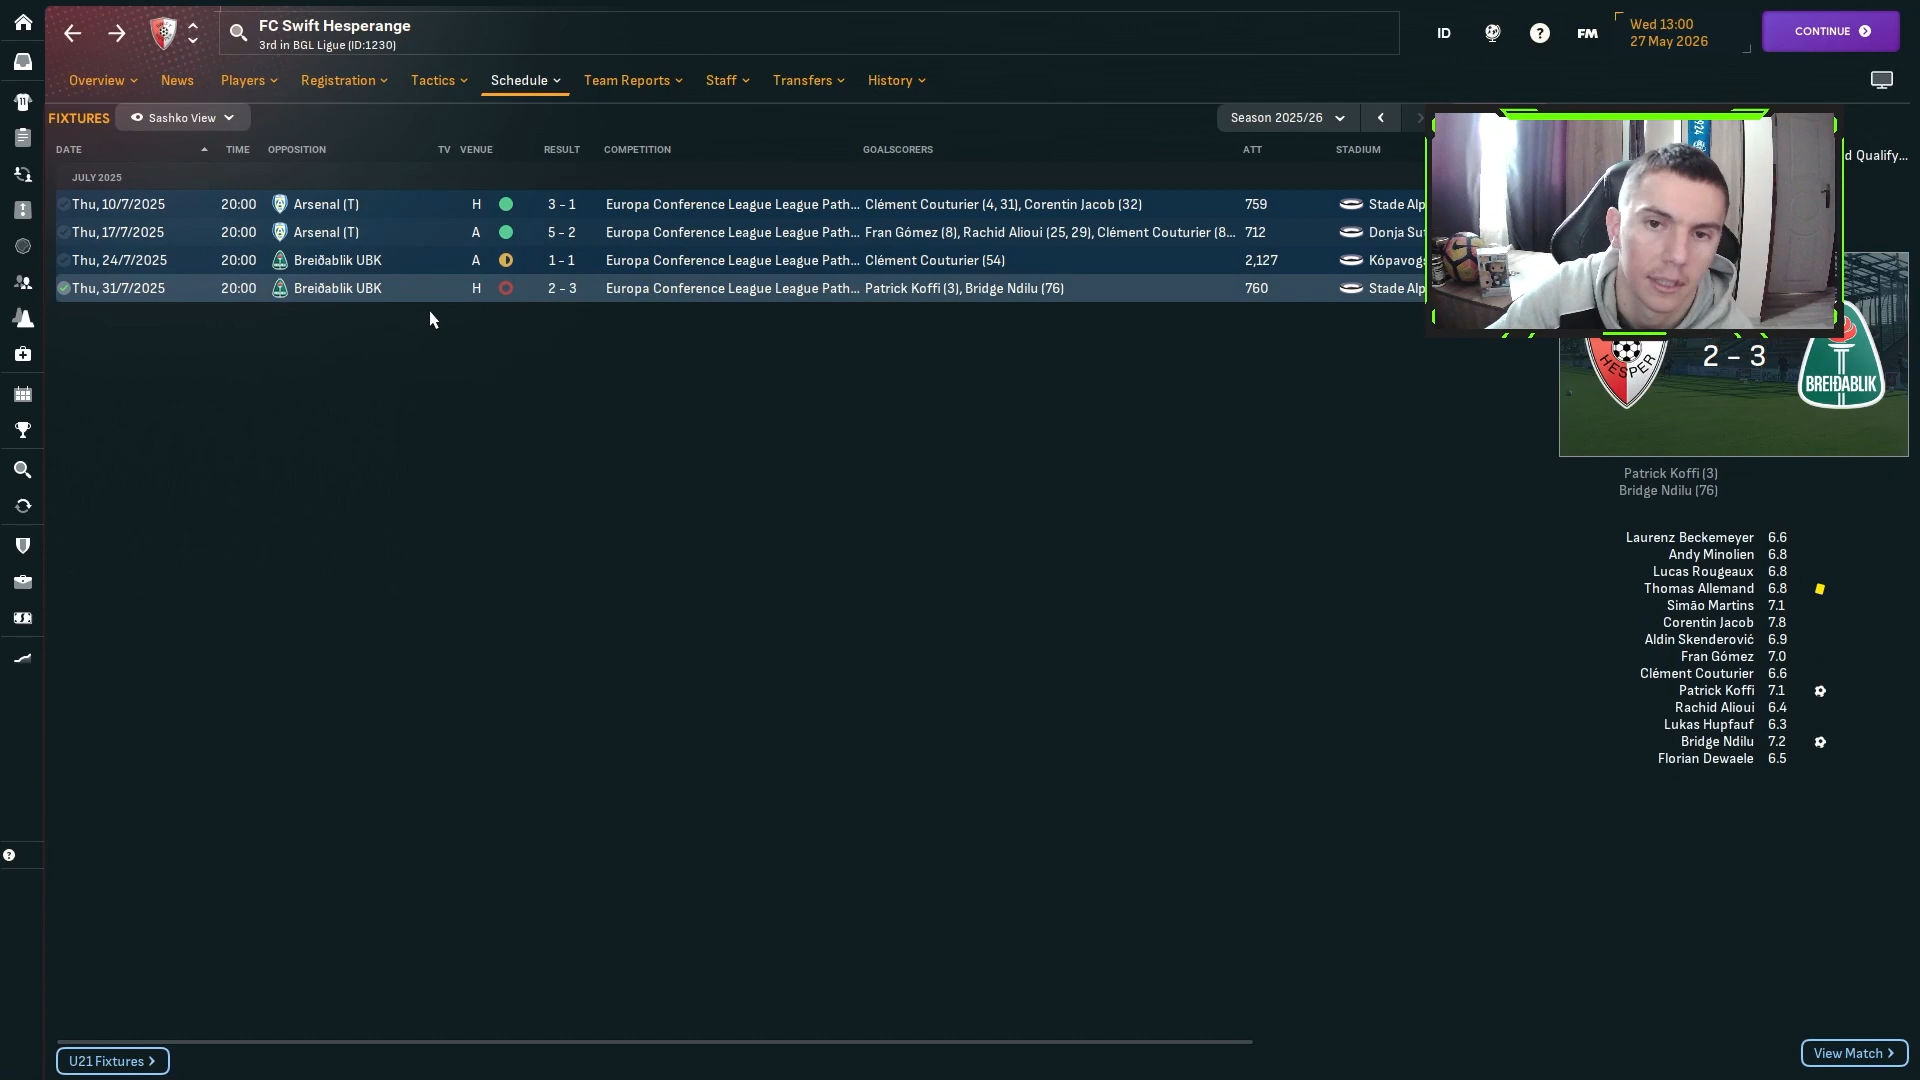 FC Swift Hesperange
3rd in BGL Ligue (ID:1230)
ID
FM
Wed 13:00
27 May 2026
CONTINUE
Overview
News
Players
Registration
Tactics
Schedule
Team Reports
Staff
Transfers
History
FIXTURES
Sashko View
Season 2025/26
DATE TIME OPPOSITION TV VENUE RESULT COMPETITION GOALSCORERS ATT STADIUM
d Qualify...
JULY 2025
Thu, 10/7/2025 20:00 Arsenal (T) H 3 - 1 Europa Conference League League Path... Clément Couturier (4, 31), Corentin Jacob (32) 759 Stade Alp
Thu, 17/7/2025 20:00 Arsenal (T) A 5 - 2 Europa Conference League League Path... Fran Gómez (8), Rachid Alioui (25, 29), Clément Couturier (8... 712 Donja Su
Thu, 24/7/2025 20:00 Breiðablik UBK A 1 - 1 Europa Conference League League Path... Clément Couturier (54) 2,127 Kópavogs
Thu, 31/7/2025 20:00 Breiðablik UBK H 2 - 3 Europa Conference League League Path... Patrick Koffi (3), Bridge Ndilu (76) 760 Stade Alp
HESPER
2 - 3
BREIÐABLIK
Patrick Koffi (3)
Bridge Ndilu (76)
Laurenz Beckemeyer 6.6
Andy Minolien 6.8
Lucas Rougeaux 6.8
Thomas Allemand 6.8
Simão Martins 7.1
Corentin Jacob 7.8
Aldin Skenderović 6.9
Fran Gómez 7.0
Clément Couturier 6.6
Patrick Koffi 7.1
Rachid Alioui 6.4
Lukas Hupfauf 6.3
Bridge Ndilu 7.2
Florian Dewaele 6.5
U21 Fixtures
View Match